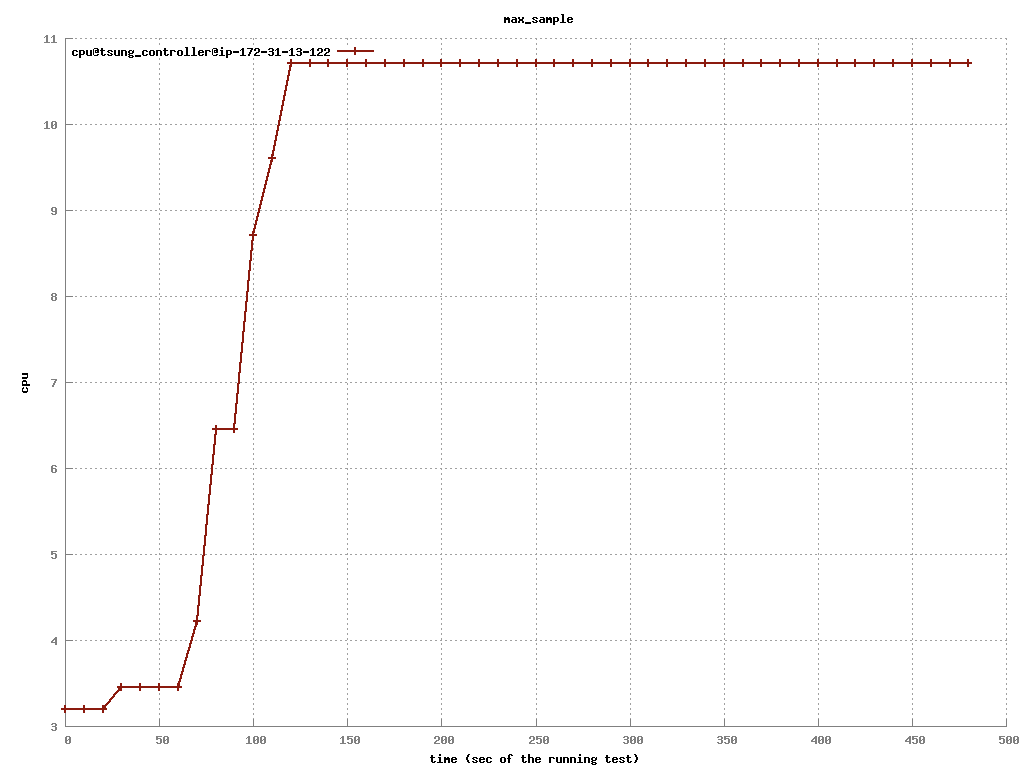 max_sample
cpu@tsung_controller@ip-172-31-13-122
11
10
9
8
7
6
5
4
3
cpu
0 50 100 150 200 250 300 350 400 450 500
time (sec of the running test)